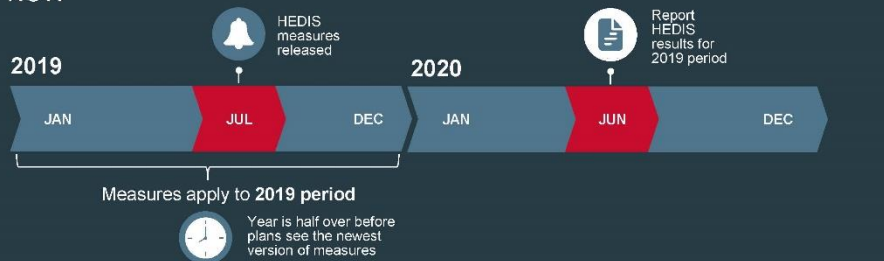 HEDIS
measures
released
Report
HEDIS
results for
2019 period
2019
2020
JAN
JUL
DEC
JAN
JUN
DEC
Measures apply to 2019 period
Year is half over before
plans see the newest
version of measures